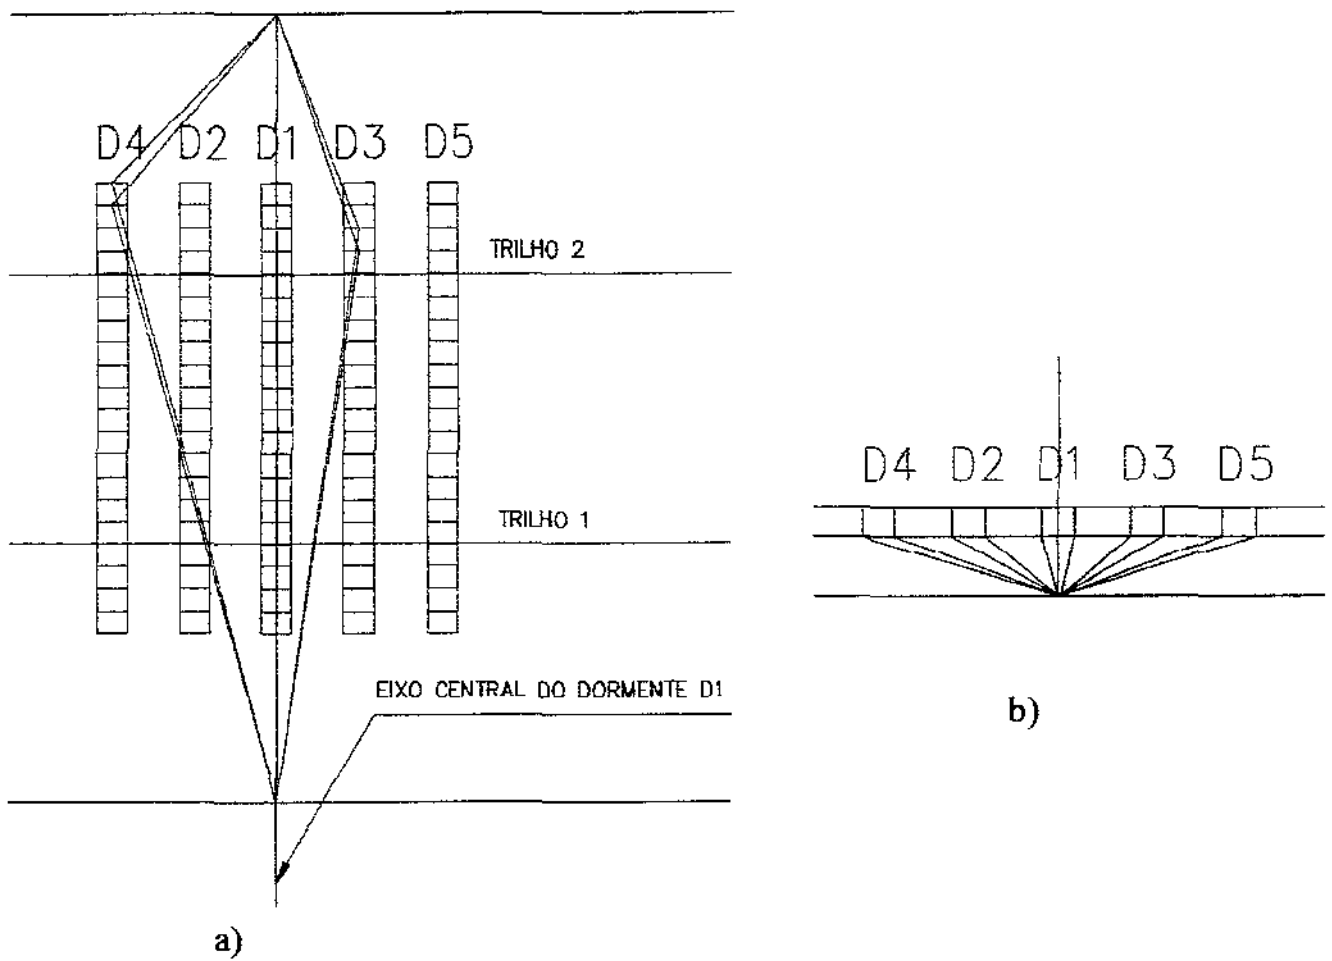 D4 D2 D1 D3 D5
TRILHO 2
TRILHO 1
EIXO CENTRAL DO DORMENTE D1
a)
D4 D2 D1 D3 D5
b)